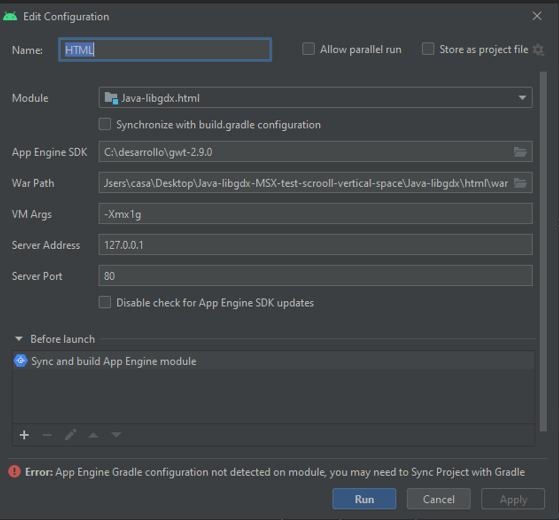 Edit Configuration
Name: HTML Allow parallel run Store as project file
Module Java-libgdx.html
Synchronize with build.gradle configuration
App Engine SDK C:\desarrollo\gwt-2.9.0
War Path Jsers\casa\Desktop\Java-libgdx-MSX-test-scrooll-vertical-space\Java-libgdx\html\war
VM Args -Xmx1g
Server Address 127.0.0.1
Server Port 80
Disable check for App Engine SDK updates
Before launch
Sync and build App Engine module
Error: App Engine Gradle configuration not detected on module, you may need to Sync Project with Gradle
Run Cancel Apply